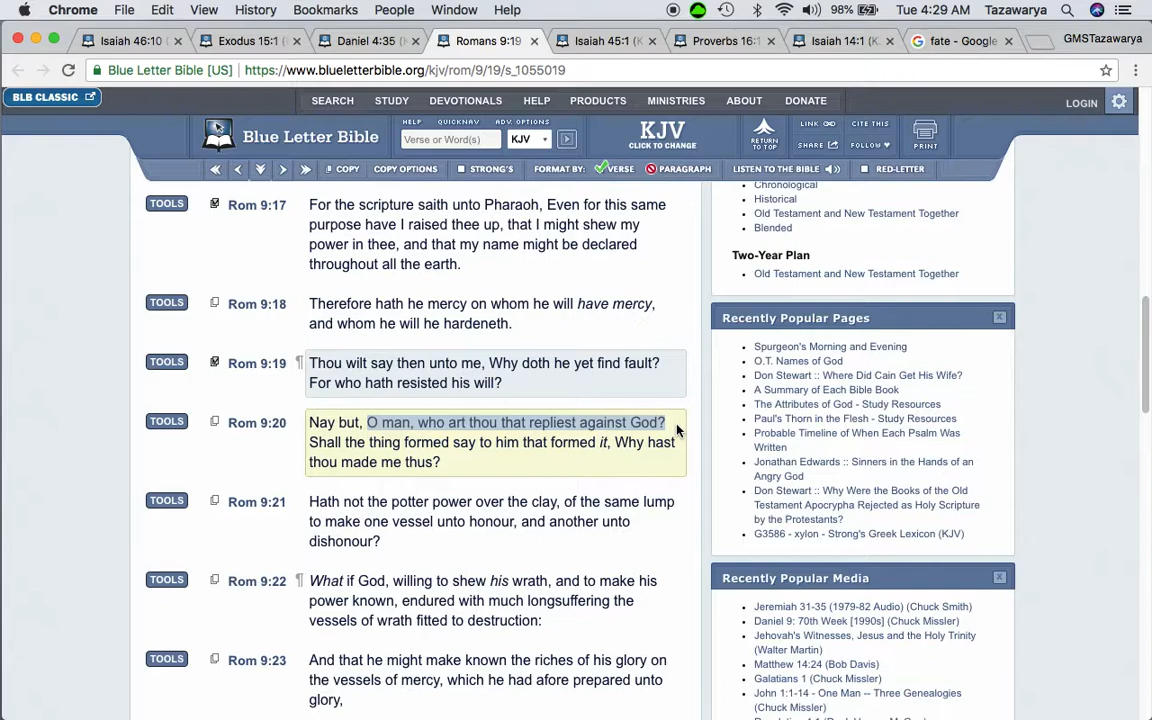 Chrome File Edit View History Bookmarks People Window Help 98% Tue 4:29 AM Tazawarya
Isaiah 46:10 Exodus 15:1 Daniel 4:35 Romans 9:19 Isaiah 45:1 Proverbs 16:1 Isaiah 14:1 fate - Google GMSTazawarya
Blue Letter Bible [US] https://www.blueletterbible.org/kjv/rom/9/19/s_1055019
BLB CLASSIC SEARCH STUDY DEVOTIONALS HELP PRODUCTS MINISTRIES ABOUT DONATE LOGIN
Blue Letter Bible
HELP QUICKNAV ADV. OPTIONS
Verse or Word(s) KJV
KJV
CLICK TO CHANGE
RETURN
TO TOP
LINK CITE THIS
SHARE FOLLOW
PRINT
COPY COPY OPTIONS STRONG'S FORMAT BY: VERSE PARAGRAPH LISTEN TO THE BIBLE RED-LETTER
TOOLS Rom 9:17 For the scripture saith unto Pharaoh, Even for this same
purpose have I raised thee up, that I might shew my
power in thee, and that my name might be declared
throughout all the earth.
TOOLS Rom 9:18 Therefore hath he mercy on whom he will have mercy,
and whom he will he hardeneth.
TOOLS Rom 9:19 ¶ Thou wilt say then unto me, Why doth he yet find fault?
For who hath resisted his will?
TOOLS Rom 9:20 Nay but, O man, who art thou that repliest against God?
Shall the thing formed say to him that formed it, Why hast
thou made me thus?
TOOLS Rom 9:21 Hath not the potter power over the clay, of the same lump
to make one vessel unto honour, and another unto
dishonour?
TOOLS Rom 9:22 ¶ What if God, willing to shew his wrath, and to make his
power known, endured with much longsuffering the
vessels of wrath fitted to destruction:
TOOLS Rom 9:23 And that he might make known the riches of his glory on
the vessels of mercy, which he had afore prepared unto
glory,
Chronological
Historical
Old Testament and New Testament Together
Blended
Two-Year Plan
Old Testament and New Testament Together
Recently Popular Pages
Spurgeon's Morning and Evening
O.T. Names of God
Don Stewart :: Where Did Cain Get His Wife?
A Summary of Each Bible Book
The Attributes of God - Study Resources
Paul's Thorn in the Flesh - Study Resources
Probable Timeline of When Each Psalm Was
Written
Jonathan Edwards :: Sinners in the Hands of an
Angry God
Don Stewart :: Why Were the Books of the Old
Testament Apocrypha Rejected as Holy Scripture
by the Protestants?
G3586 - xylon - Strong's Greek Lexicon (KJV)
Recently Popular Media
Jeremiah 31-35 (1979-82 Audio) (Chuck Smith)
Daniel 9: 70th Week [1990s] (Chuck Missler)
Jehovah's Witnesses, Jesus and the Holy Trinity
(Walter Martin)
Matthew 14:24 (Bob Davis)
Galatians 1 (Chuck Missler)
John 1:1-14 - One Man -- Three Genealogies
(Chuck Missler)